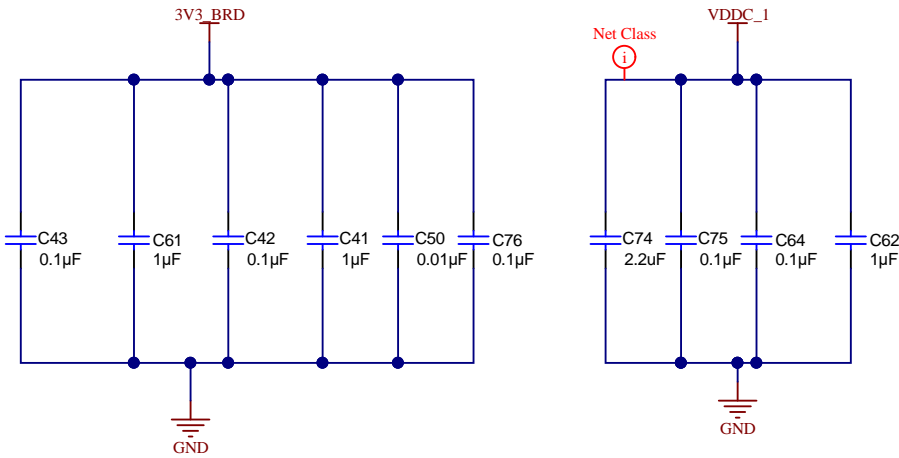 3V3_BRD
VDDC_1
Net Class
i
C43
0.1µF
C61
1µF
C42
0.1µF
C41
1µF
C50
0.01µF
C76
0.1µF
C74
2.2uF
C75
0.1µF
C64
0.1µF
C62
1µF
GND
GND